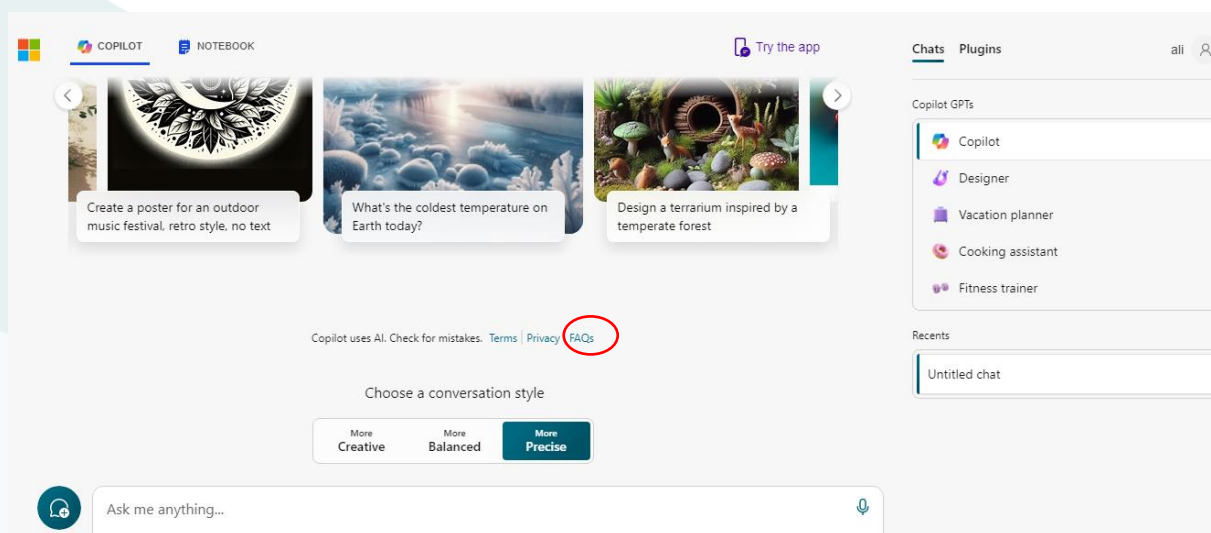 COPILOT
NOTEBOOK
Try the app
Chats Plugins
ali
Create a poster for an outdoor
music festival, retro style, no text
What's the coldest temperature on
Earth today?
Design a terrarium inspired by a
temperate forest
Copilot GPTs
Copilot
Designer
Vacation planner
Cooking assistant
Fitness trainer
Copilot uses AI. Check for mistakes. Terms | Privacy | FAQs
Recents
Untitled chat
Choose a conversation style
More
Creative
More
Balanced
More
Precise
Ask me anything...